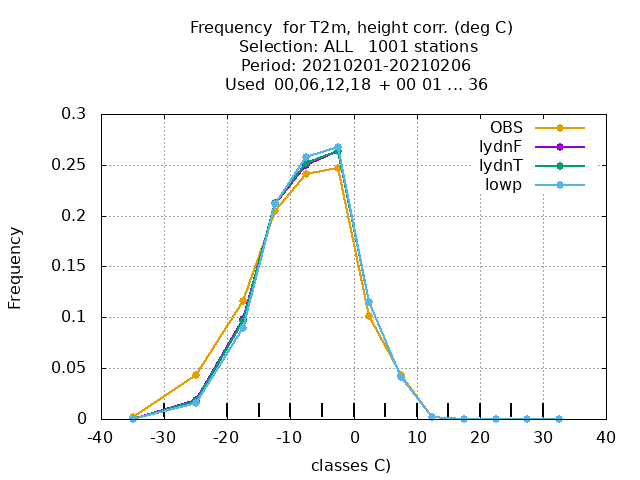 Frequency  for T2m, height corr. (deg C)
Selection: ALL   1001 stations
Period: 20210201-20210206
Used  00,06,12,18  + 00 01 ... 36
0.3
OBS
lydnF
lydnT
lowp
0.25
0.2
0.15
0.1
0.05
0
Frequency
-40 -30 -20 -10 0 10 20 30 40
classes C)